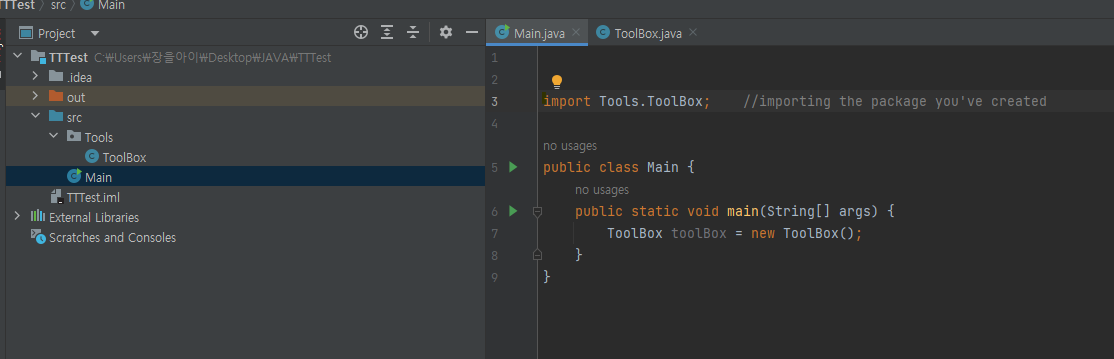 TTTest
src
Main
Project
Main.java
ToolBox.java
TTTest C:₩Users₩장를아이₩Desktop₩JAVA₩TTTest
.idea
out
src
Tools
ToolBox
Main
TTTest.iml
External Libraries
Scratches and Consoles
1
2
3 import Tools.ToolBox; //importing the package you've created
4
no usages
5 public class Main {
no usages
6 public static void main(String[] args) {
7 ToolBox toolBox = new ToolBox();
8 }
9 }